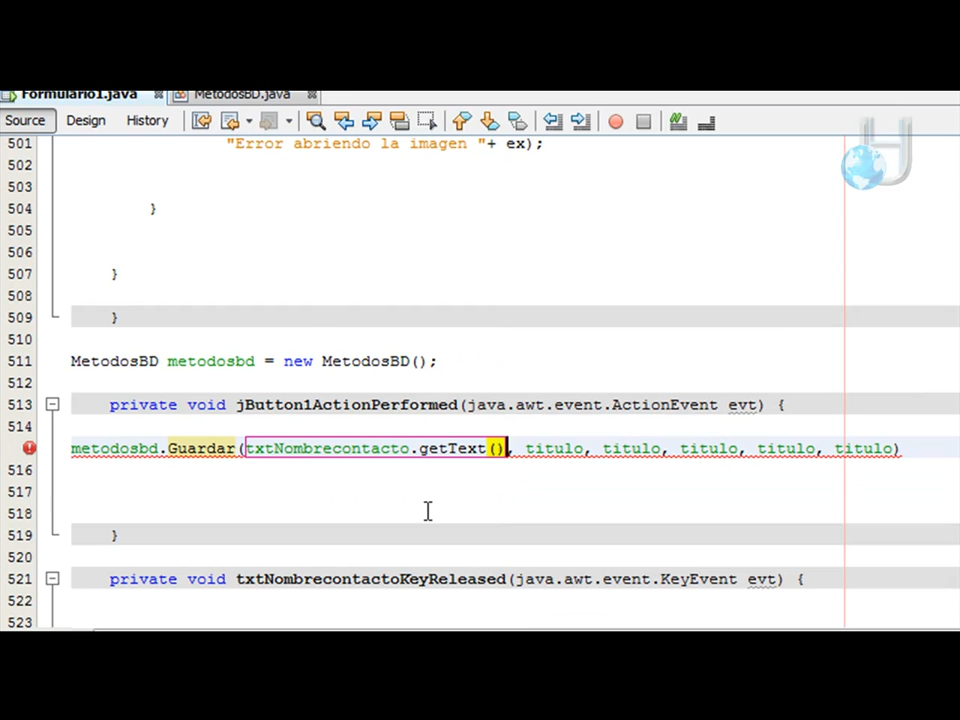 Formulario1.java MetodosBD.java
Source Design History
501 "Error abriendo la imagen "+ ex);
502
503
504 }
505
506
507 }
508
509 }
510
511 MetodosBD metodosbd = new MetodosBD();
512
513 private void jButton1ActionPerformed(java.awt.event.ActionEvent evt) {
514
metodosbd.Guardar(txtNombrecontacto.getText(), titulo, titulo, titulo, titulo, titulo)
516
517
518
519 }
520
521 private void txtNombrecontactoKeyReleased(java.awt.event.KeyEvent evt) {
522
523